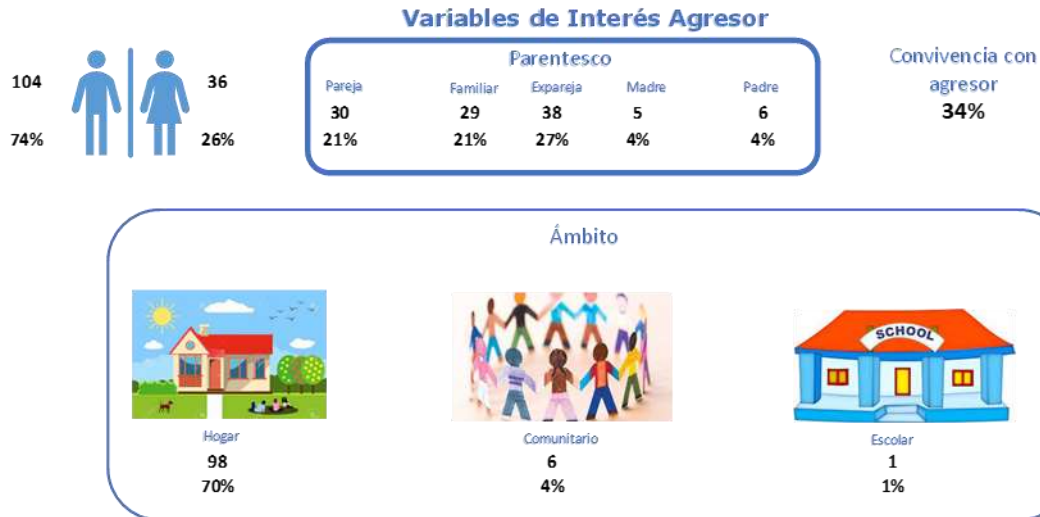 Variables de Interés Agresor
104
74%
36
26%
Parentesco
Pareja Familiar Expareja Madre Padre
30 29 38 5 6
21% 21% 27% 4% 4%
Convivencia con
agresor
34%
Ámbito
SCHOOL
Hogar Comunitario Escolar
98 6 1
70% 4% 1%